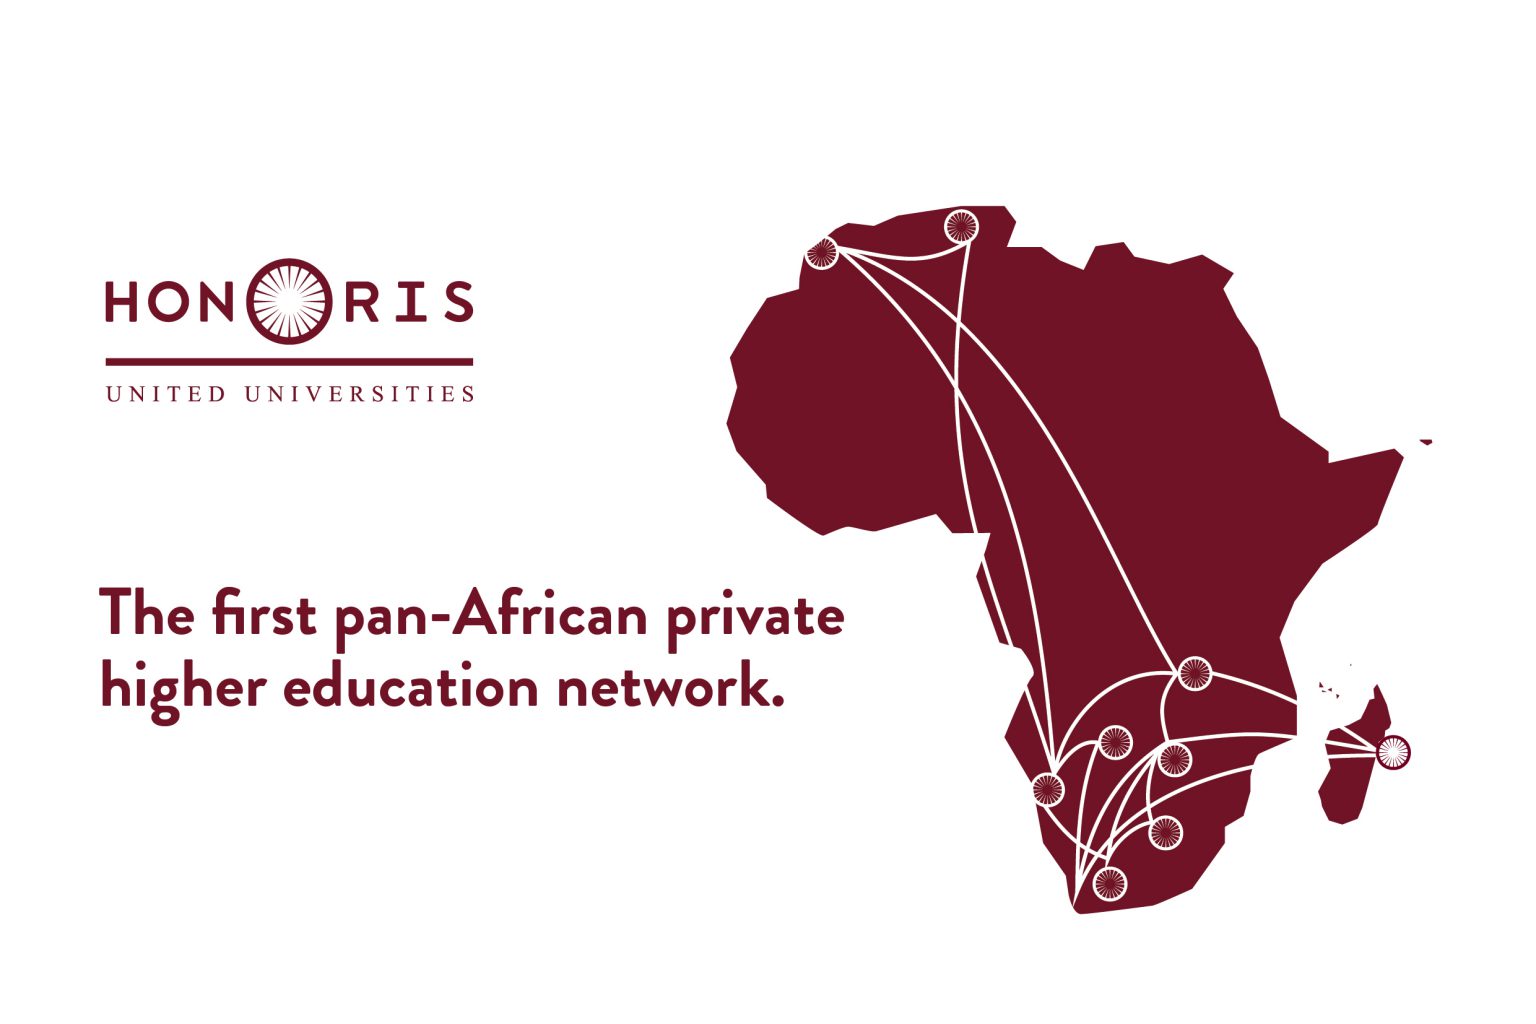 HONORIS
UNITED UNIVERSITIES
The first pan-African private
higher education network.